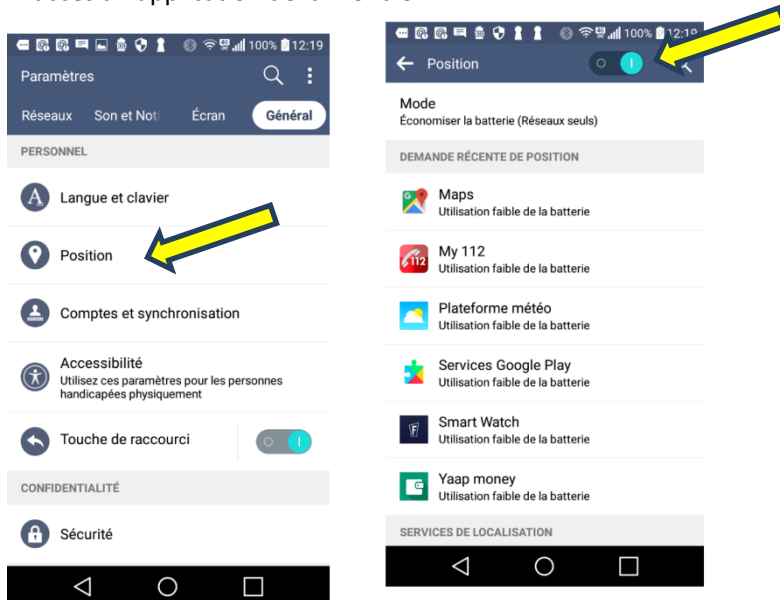 100% 12:19
Paramètres
Réseaux Son et Noti Écran Général
PERSONNEL
A Langue et clavier
Position
Comptes et synchronisation
Accessibilité
Utilisez ces paramètres pour les personnes
handicapées physiquement
Touche de raccourci
CONFIDENTIALITÉ
Sécurité
100% 12:19
Position
Mode
Économiser la batterie (Réseaux seuls)
DEMANDE RÉCENTE DE POSITION
Maps
Utilisation faible de la batterie
112
My 112
Utilisation faible de la batterie
Plateforme météo
Utilisation faible de la batterie
Services Google Play
Utilisation faible de la batterie
Smart Watch
Utilisation faible de la batterie
Yaap money
Utilisation faible de la batterie
SERVICES DE LOCALISATION